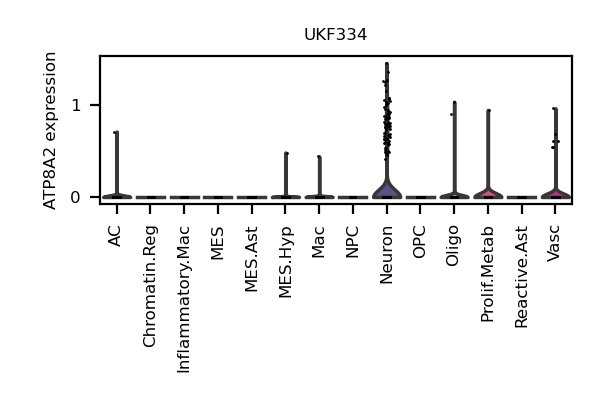 UKF334
ATP8A2 expression
1
0
AC
Chromatin.Reg
Inflammatory.Mac
MES
MES.Ast
MES.Hyp
Mac
NPC
Neuron
OPC
Oligo
Prolif.Metab
Reactive.Ast
Vasc